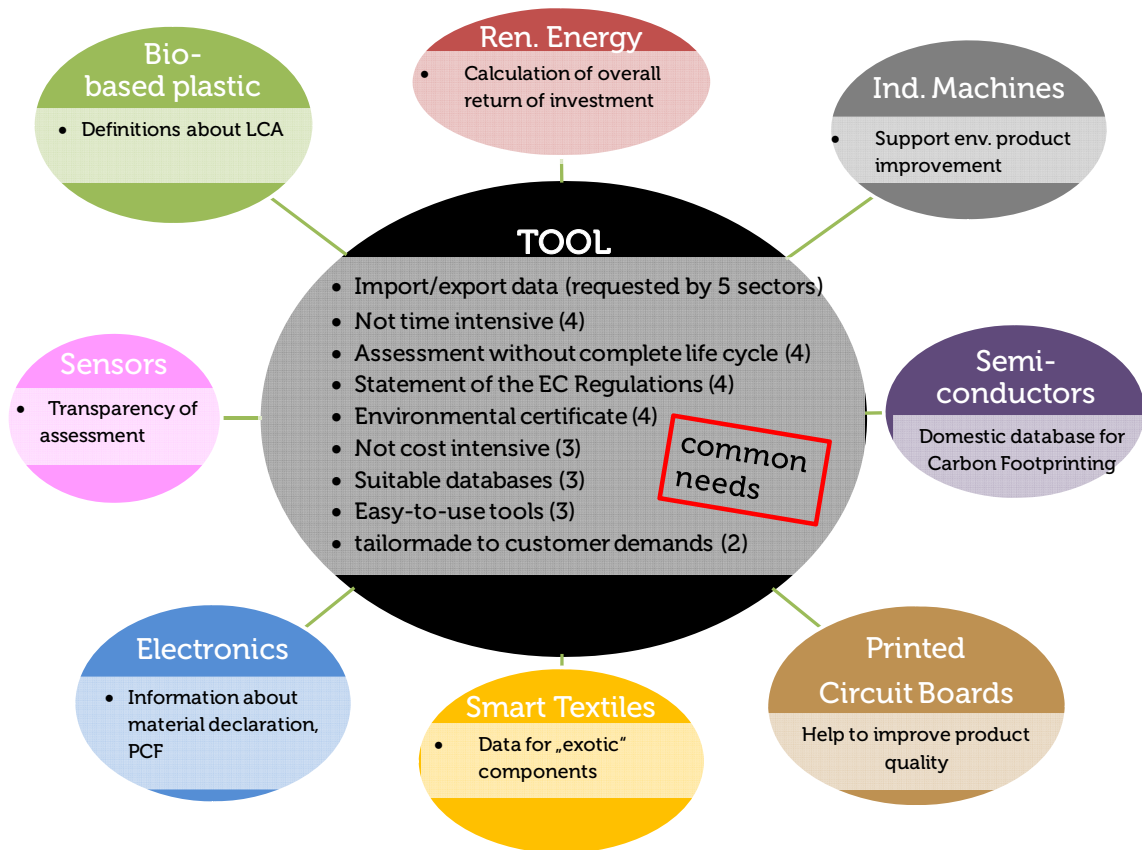 Bio-
based plastic
• Definitions about LCA
Ren. Energy
• Calculation of overall
return of investment
Ind. Machines
• Support env. product
improvement
TOOL
• Import/export data (requested by 5 sectors)
• Not time intensive (4)
• Assessment without complete life cycle (4)
• Statement of the EC Regulations (4)
• Environmental certificate (4)
• Not cost intensive (3)
• Suitable databases (3)
• Easy-to-use tools (3)
• tailormade to customer demands (2)
common
needs
Sensors
• Transparency of
assessment
Semi-
conductors
Domestic database for
Carbon Footprinting
Electronics
• Information about
material declaration,
PCF
Smart Textiles
• Data for „exotic“
components
Printed
Circuit Boards
Help to improve product
quality